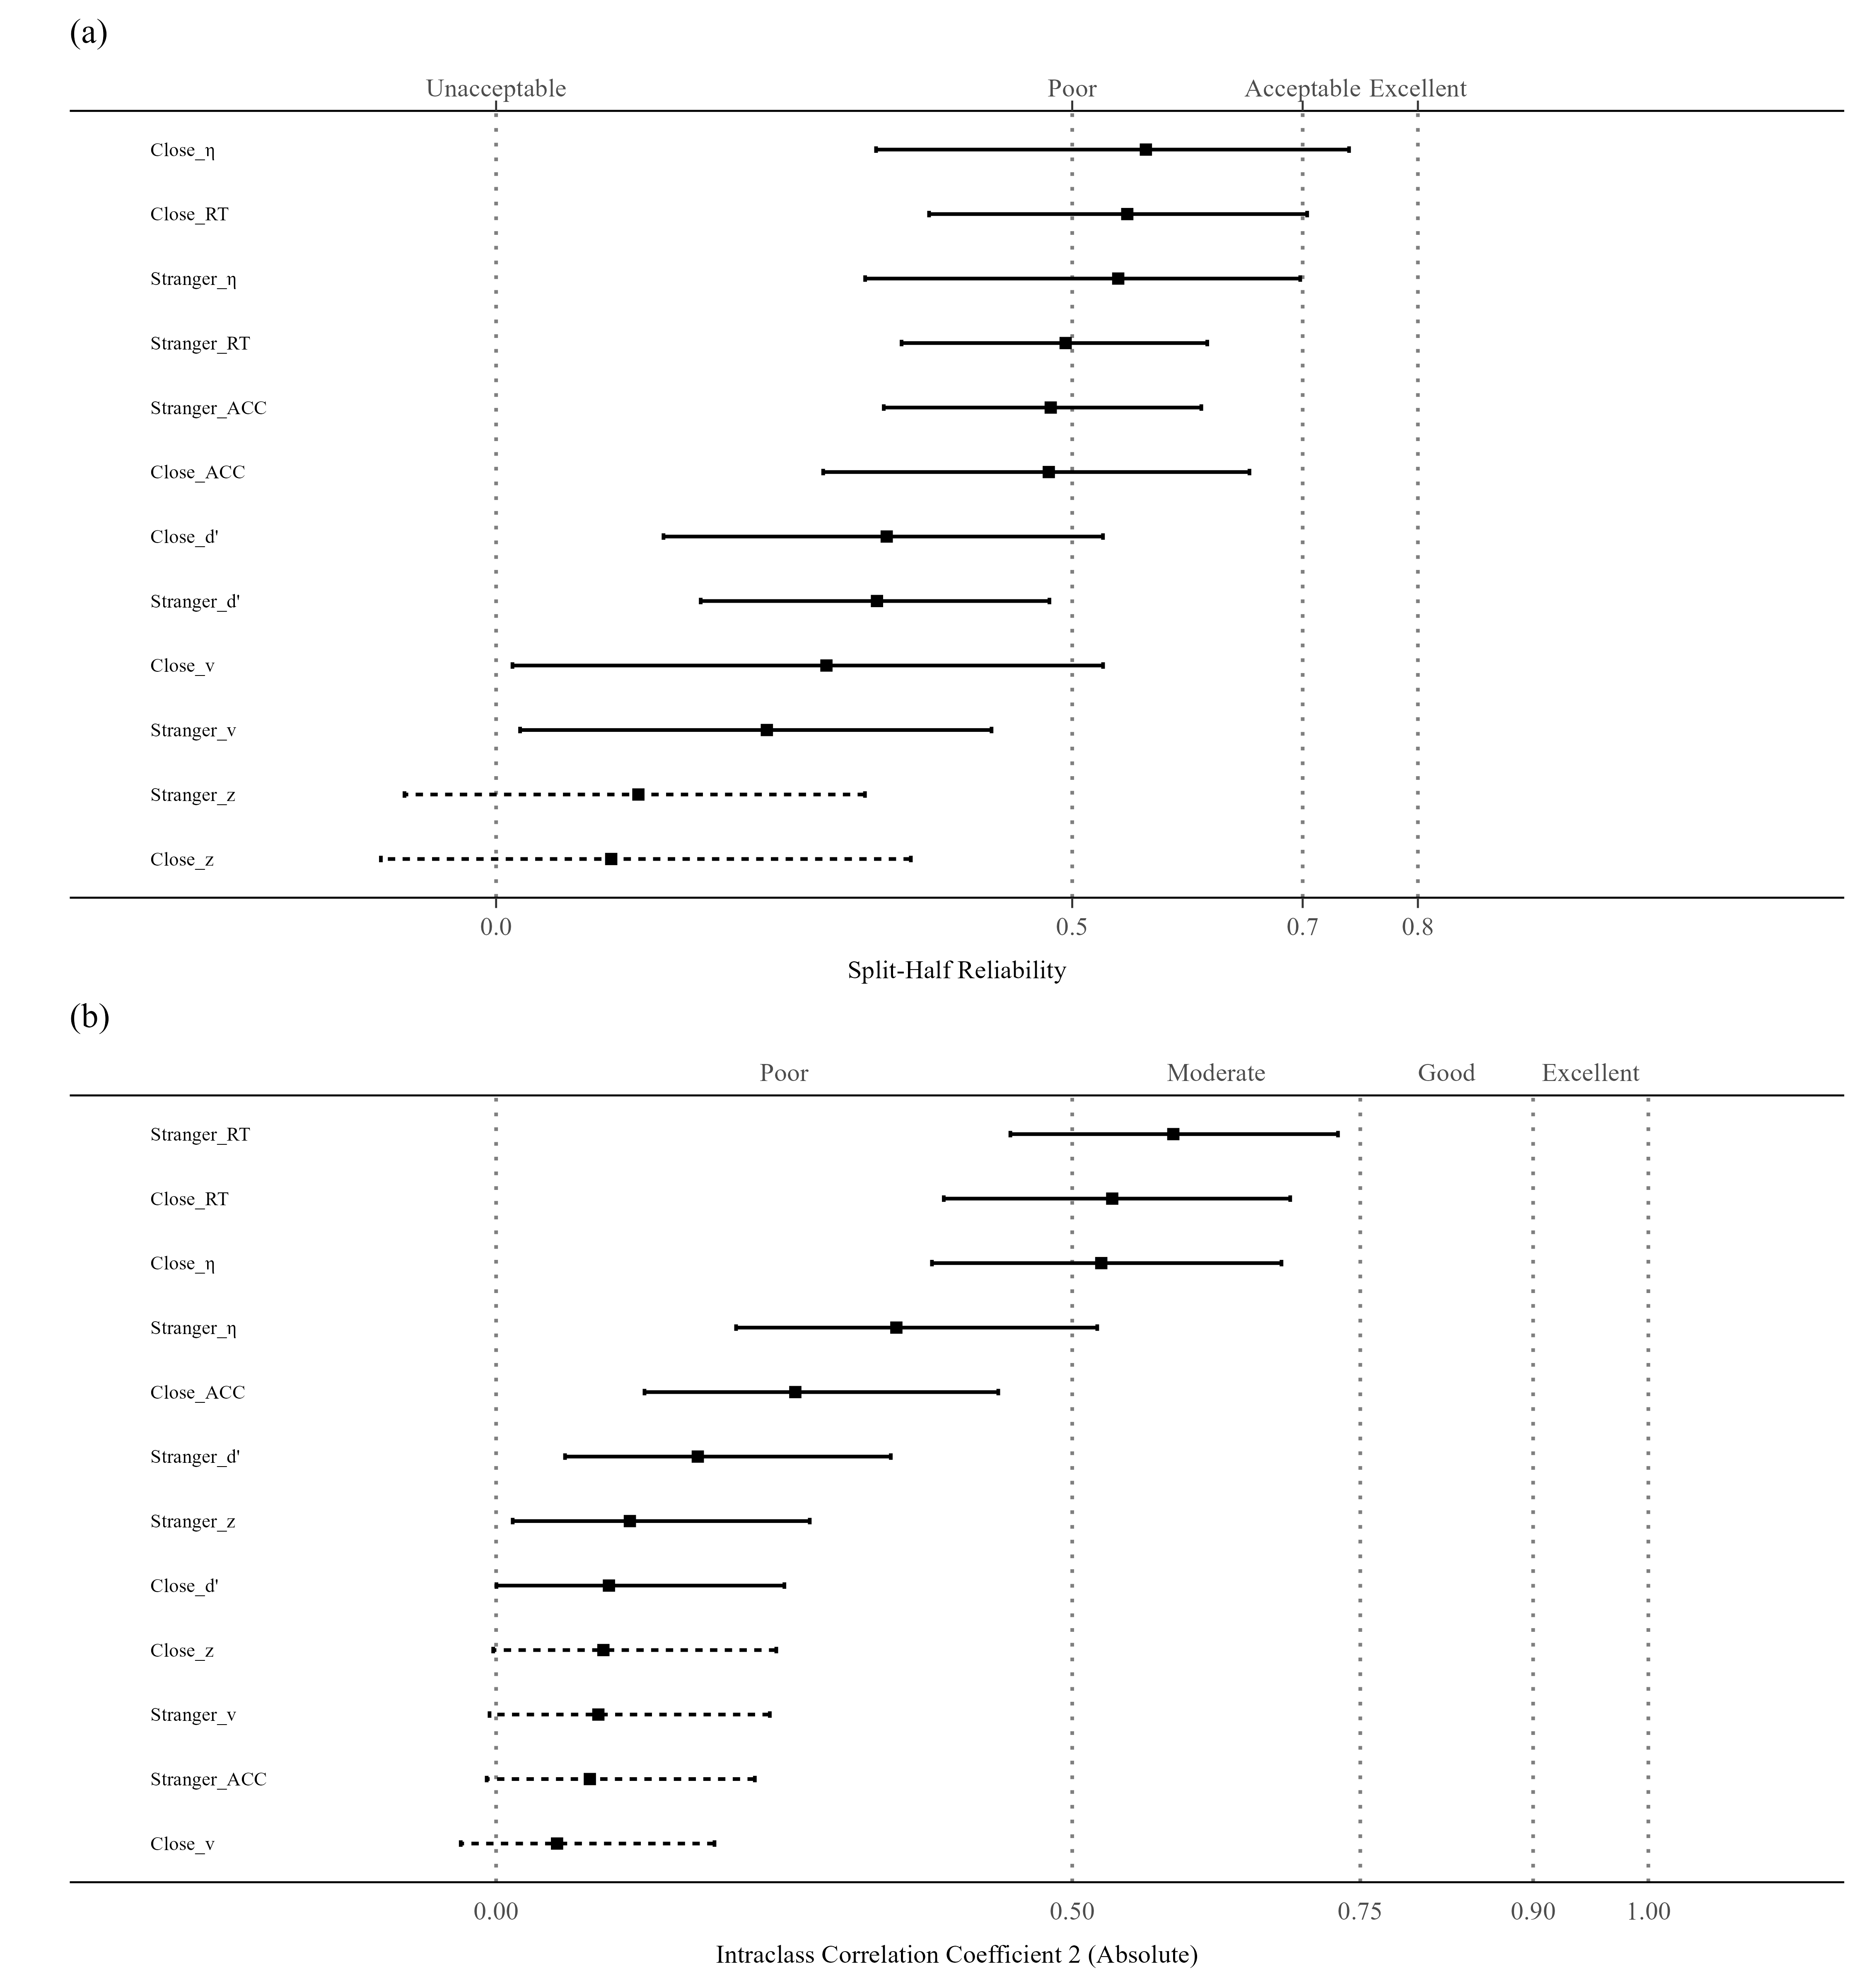 (a)
Unacceptable Poor Acceptable Excellent
Close_η
Close_RT
Stranger_η
Stranger_RT
Stranger_ACC
Close_ACC
Close_d'
Stranger_d'
Close_v
Stranger_v
Stranger_z
Close_z
0.0 0.5 0.7 0.8
Split-Half Reliability
(b)
Poor Moderate Good Excellent
Stranger_RT
Close_RT
Close_η
Stranger_η
Close_ACC
Stranger_d'
Stranger_z
Close_d'
Close_z
Stranger_v
Stranger_ACC
Close_v
0.00 0.50 0.75 0.90 1.00
Intraclass Correlation Coefficient 2 (Absolute)